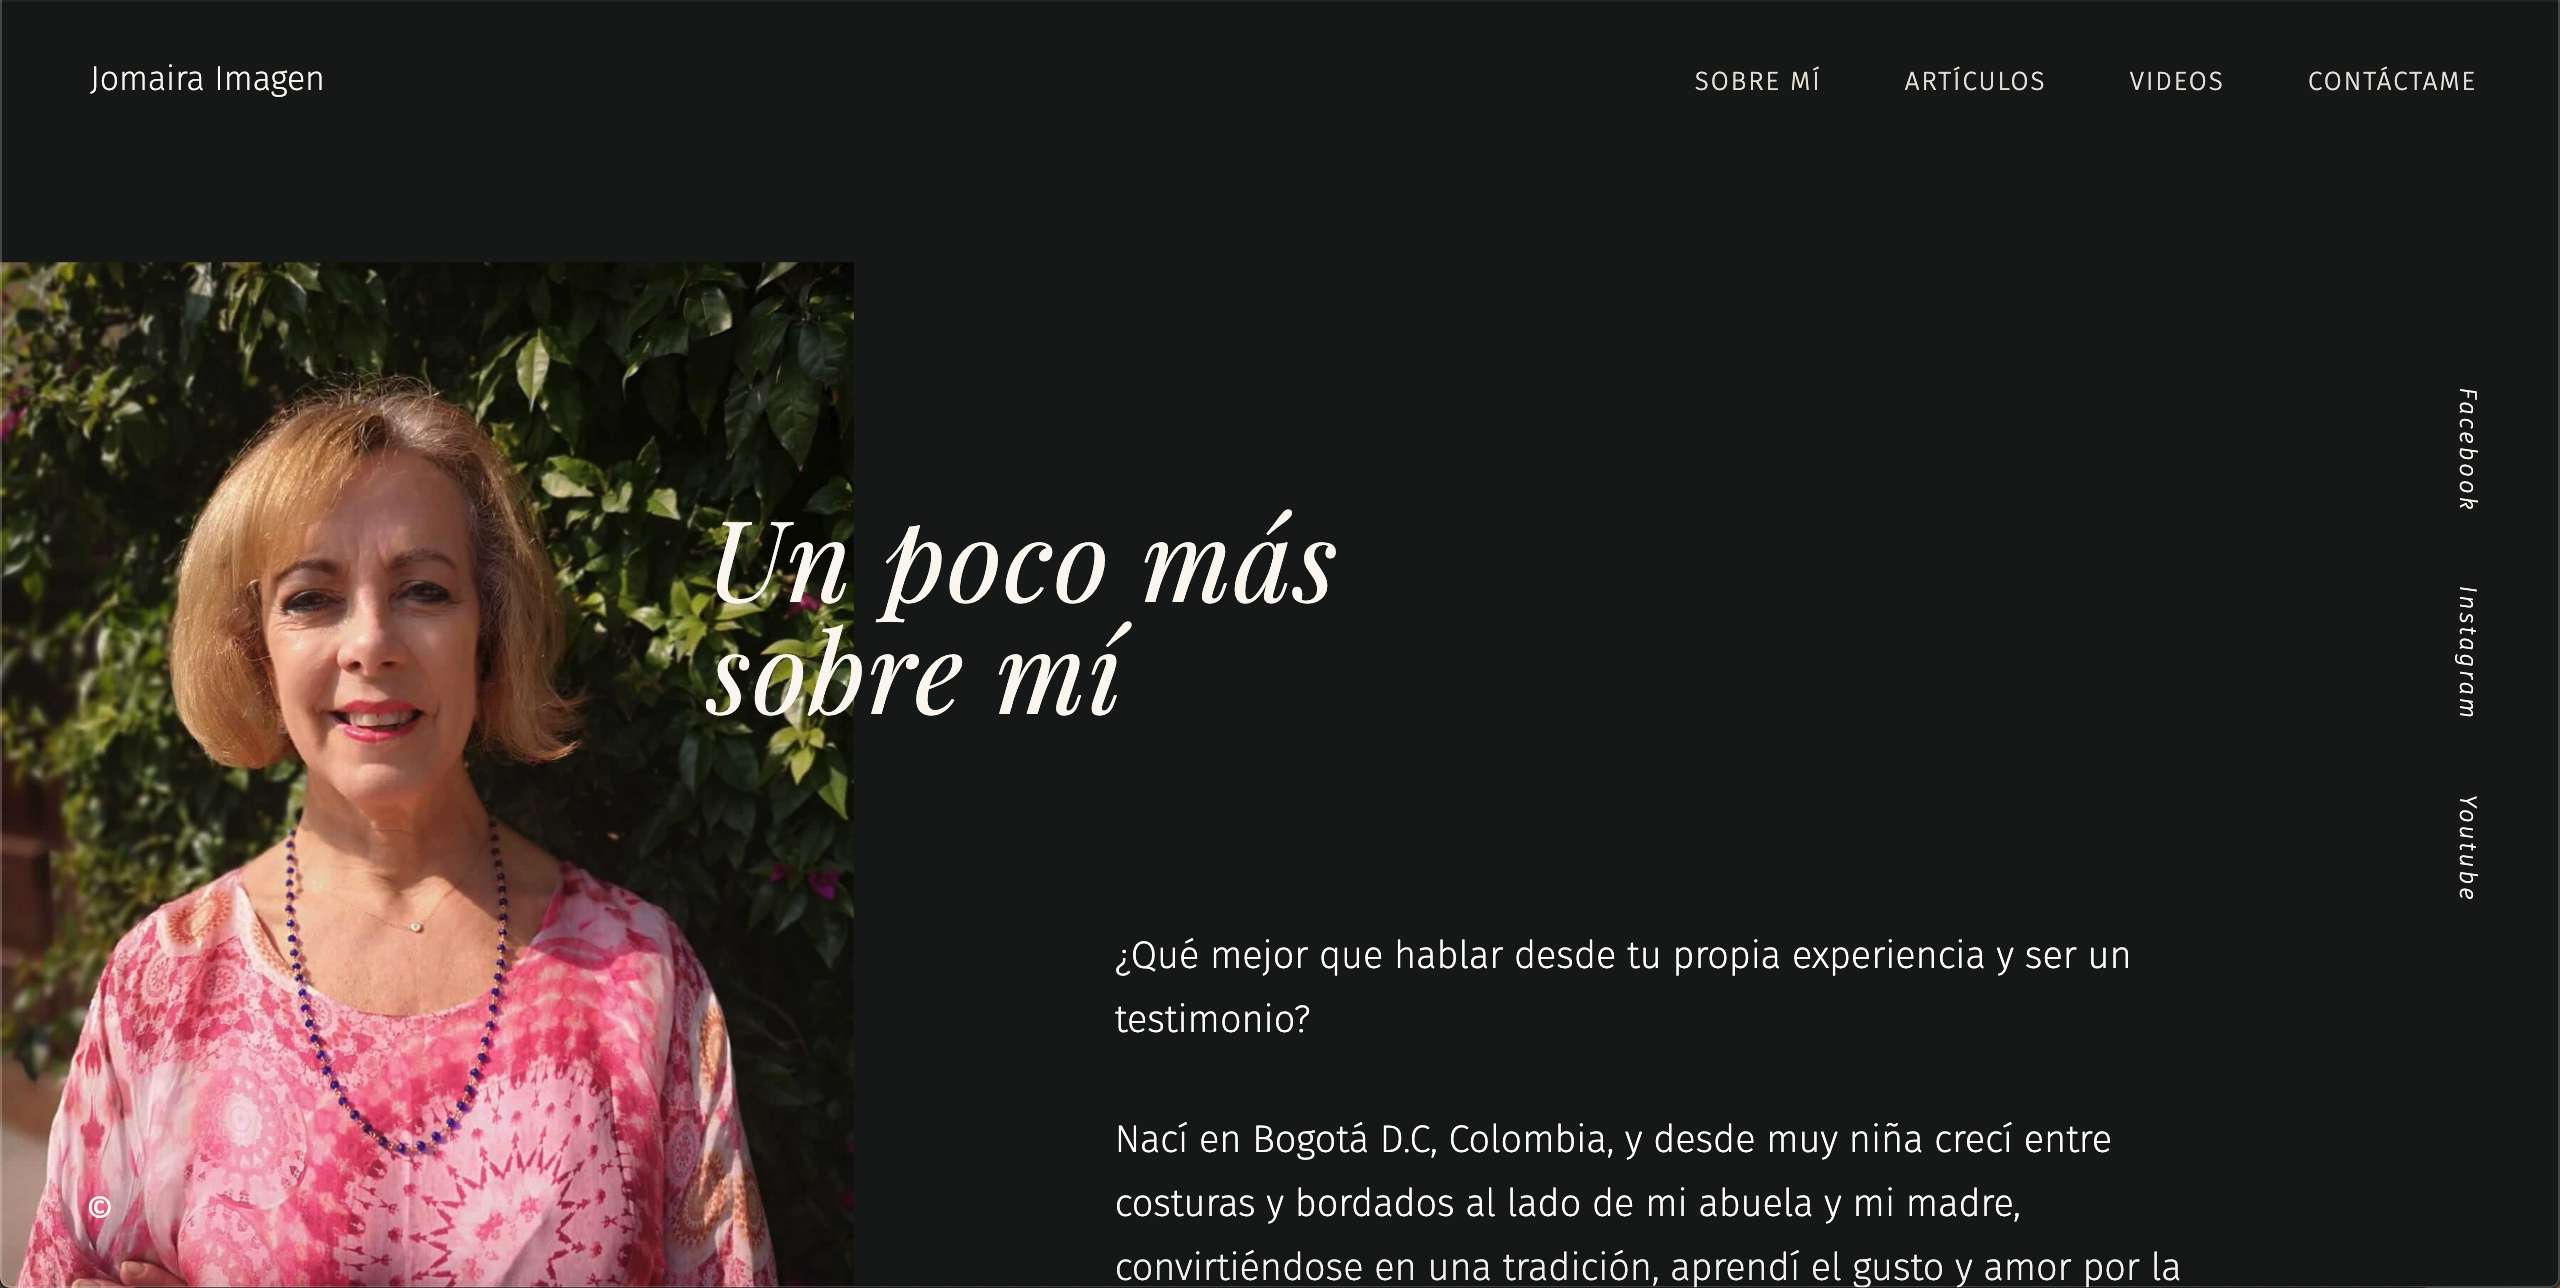 Jomaira Imagen
SOBRE MÍ
ARTÍCULOS
VIDEOS
CONTÁCTAME
Un poco más
sobre mí
Facebook
Instagram
Youtube
¿Qué mejor que hablar desde tu propia experiencia y ser un
testimonio?
Nací en Bogotá D.C, Colombia, y desde muy niña crecí entre
costuras y bordados al lado de mi abuela y mi madre,
convirtiéndose en una tradición, aprendí el gusto y amor por la
©